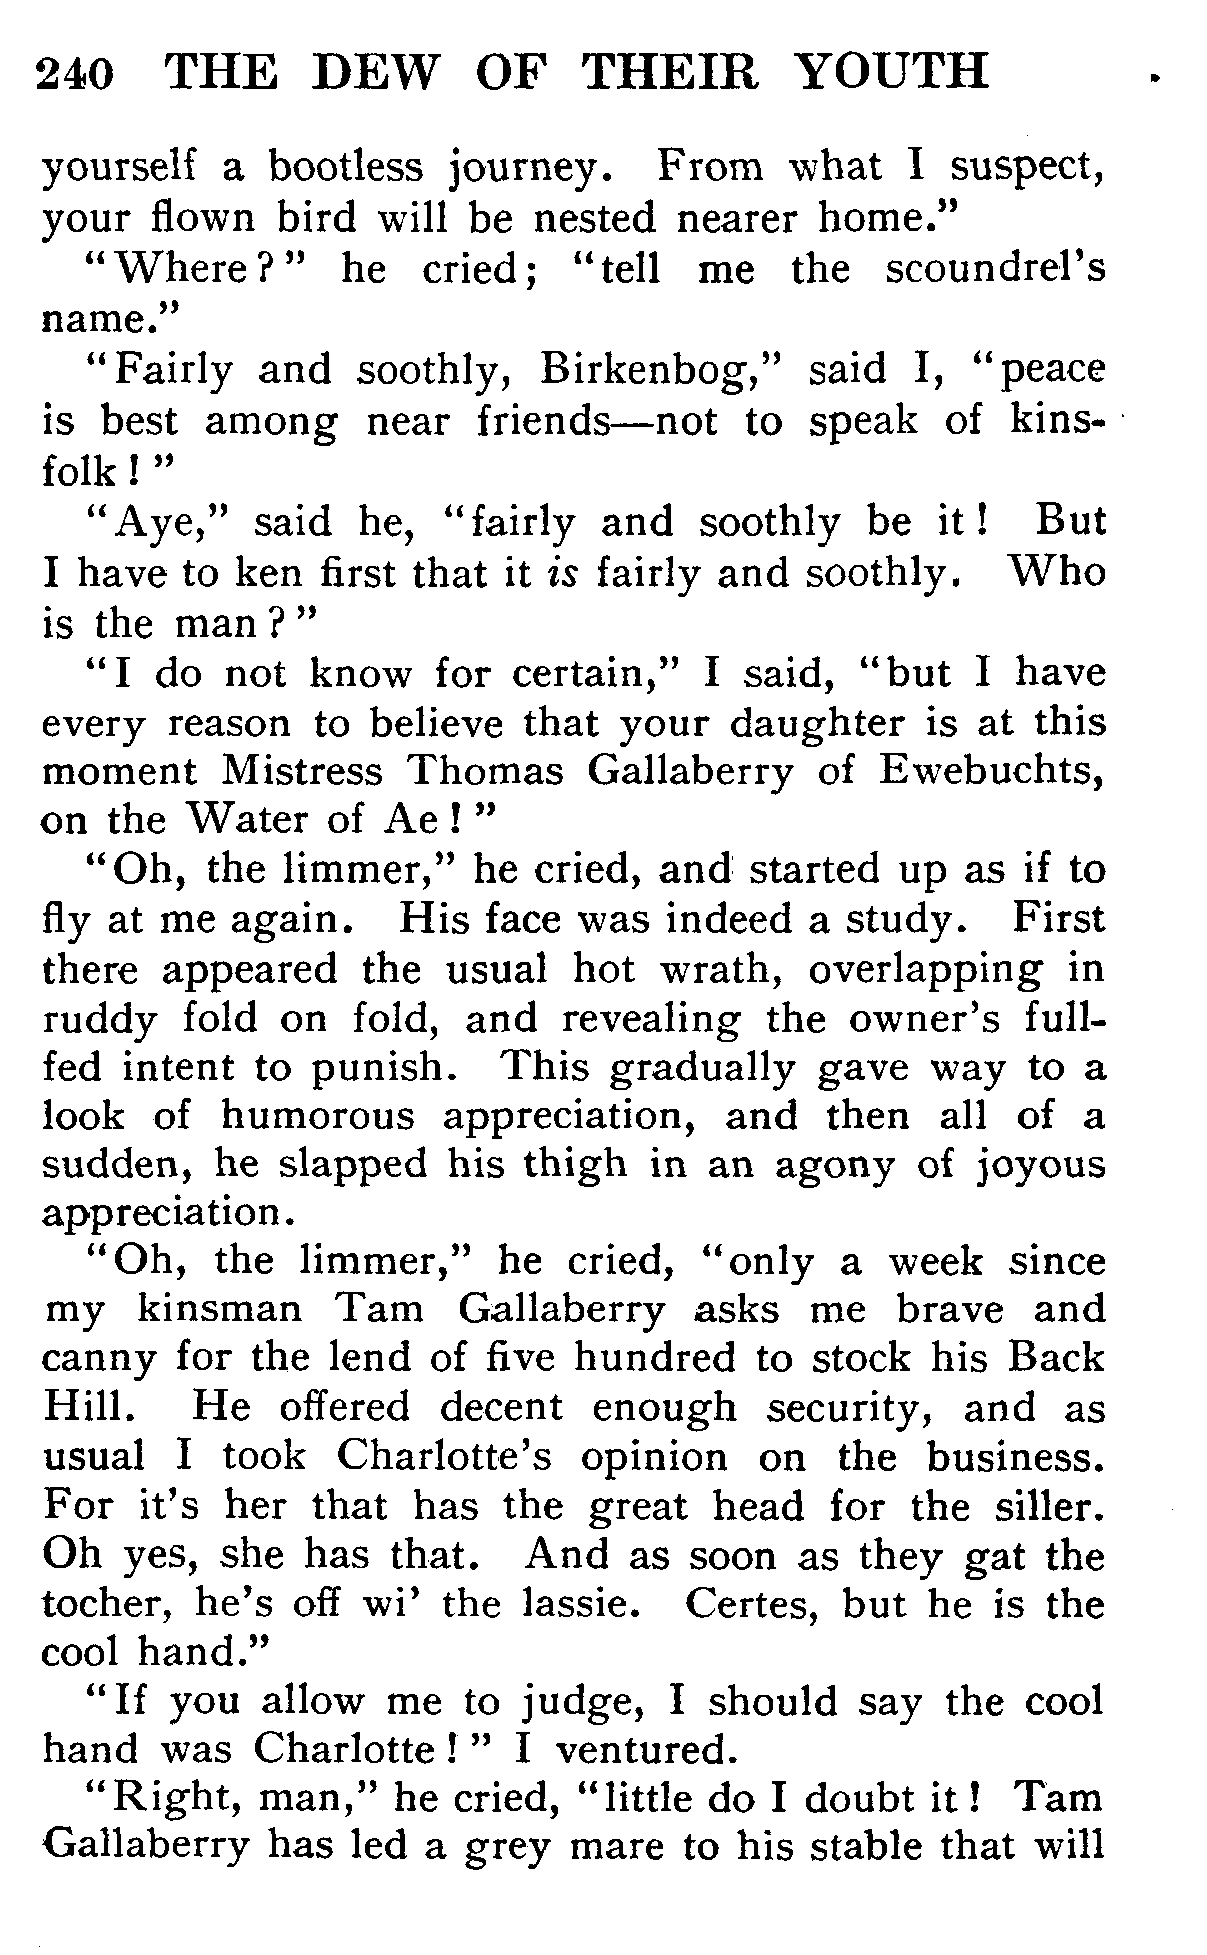 240 THE DEW OF THEIR YOUTH
yourself a bootless journey. From what I suspect,
your flown bird will be nested nearer home."
"Where?" he cried; "tell me the scoundrel's
name."
"Fairly and soothly, Birkenbog," said I, "peace
is best among near friends—not to speak of kins-
folk!"
"Aye," said he, "fairly and soothly be it! But
I have to ken first that it is fairly and soothly. Who
is the man?"
"I do not know for certain," I said, "but I have
every reason to believe that your daughter is at this
moment Mistress Thomas Gallaberry of Ewebuchts,
on the Water of Ae!"
"Oh, the limmer," he cried, and started up as if to
fly at me again. His face was indeed a study. First
there appeared the usual hot wrath, overlapping in
ruddy fold on fold, and revealing the owner's full-
fed intent to punish. This gradually gave way to a
look of humorous appreciation, and then all of a
sudden, he slapped his thigh in an agony of joyous
appreciation.
"Oh, the limmer," he cried, "only a week since
my kinsman Tam Gallaberry asks me brave and
canny for the lend of five hundred to stock his Back
Hill. He offered decent enough security, and as
usual I took Charlotte's opinion on the business.
For it's her that has the great head for the siller.
Oh yes, she has that. And as soon as they gat the
tocher, he's off wi' the lassie. Certes, but he is the
cool hand."
"If you allow me to judge, I should say the cool
hand was Charlotte!" I ventured.
"Right, man," he cried, "little do I doubt it! Tam
Gallaberry has led a grey mare to his stable that will